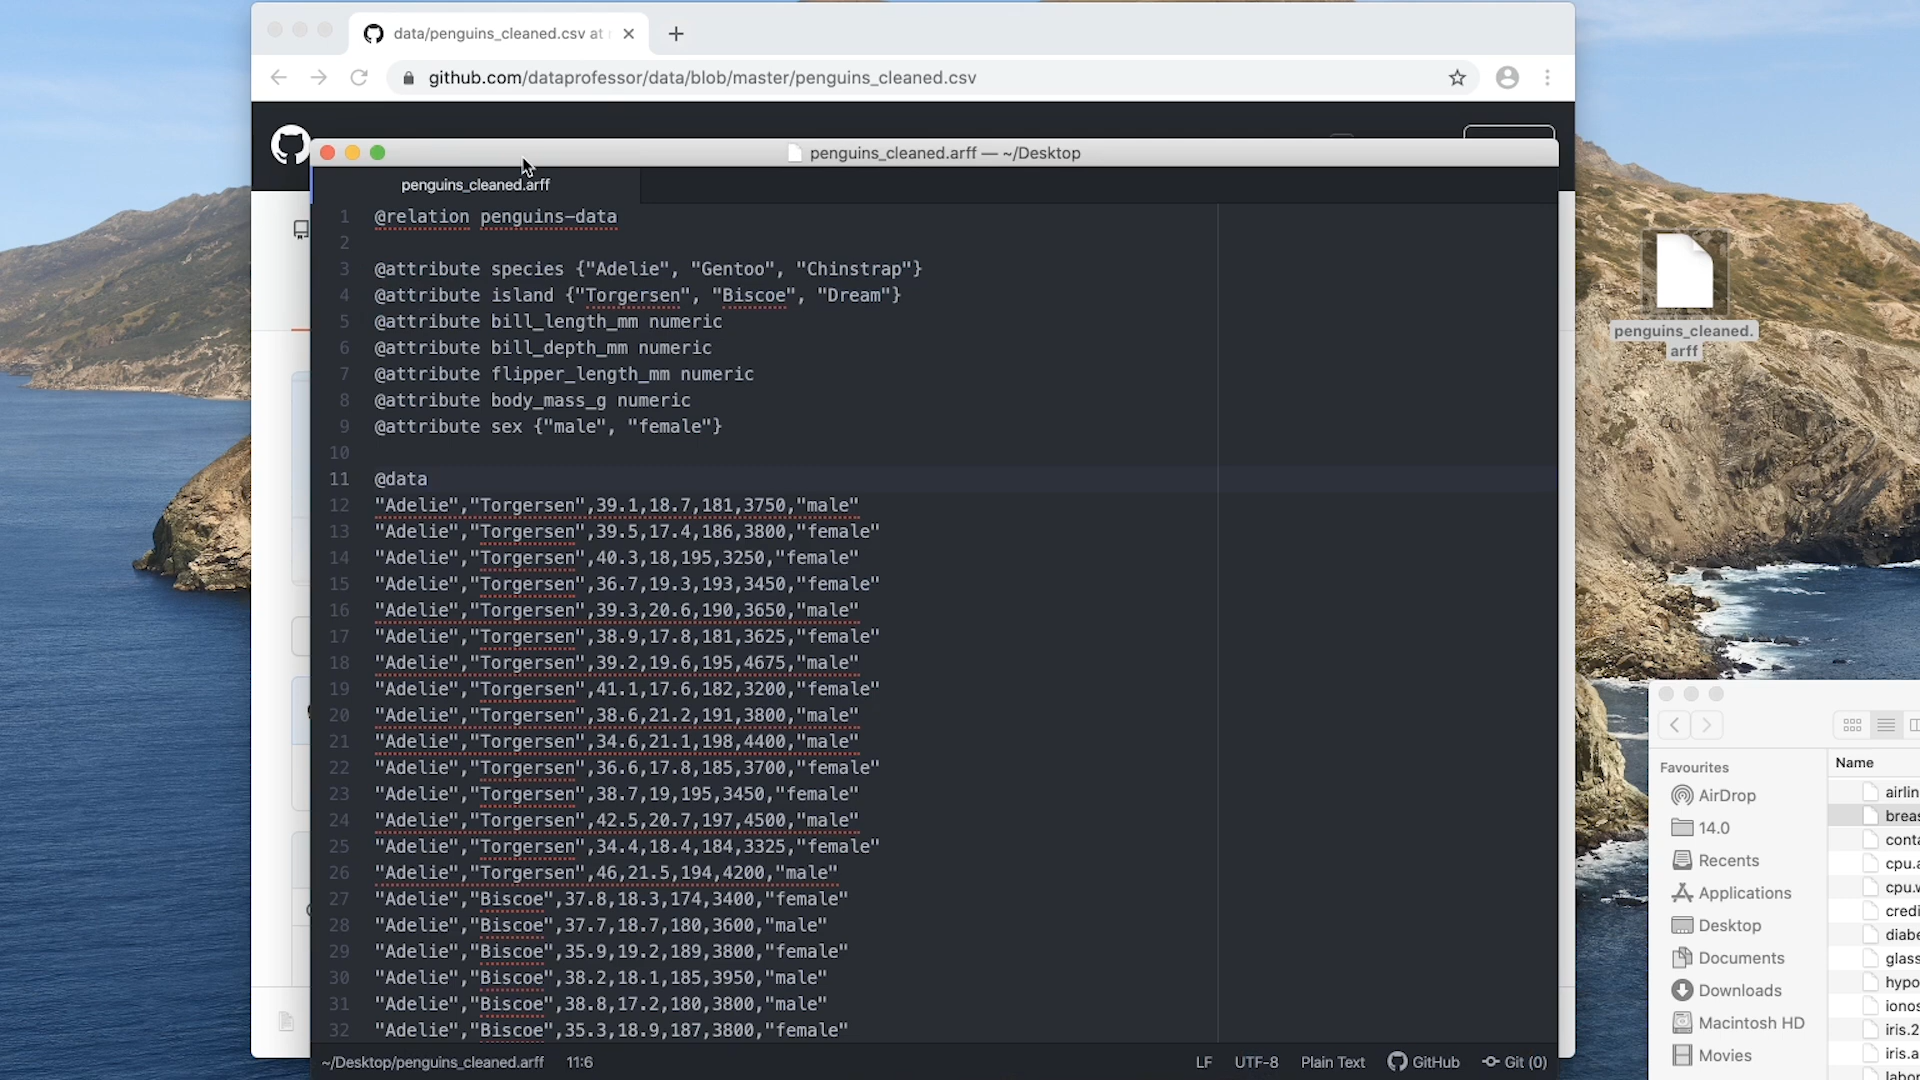 data/penguins_cleaned.csv at
github.com/dataprofessor/data/blob/master/penguins_cleaned.csv
penguins_cleaned.arff — ~/Desktop
penguins_cleaned.arff
1 @relation penguins-data
2
3 @attribute species {"Adelie", "Gentoo", "Chinstrap"}
4 @attribute island {"Torgersen", "Biscoe", "Dream"}
5 @attribute bill_length_mm numeric
6 @attribute bill_depth_mm numeric
7 @attribute flipper_length_mm numeric
8 @attribute body_mass_g numeric
9 @attribute sex {"male", "female"}
10
11 @data
12 "Adelie","Torgersen",39.1,18.7,181,3750,"male"
13 "Adelie","Torgersen",39.5,17.4,186,3800,"female"
14 "Adelie","Torgersen",40.3,18,195,3250,"female"
15 "Adelie","Torgersen",36.7,19.3,193,3450,"female"
16 "Adelie","Torgersen",39.3,20.6,190,3650,"male"
17 "Adelie","Torgersen",38.9,17.8,181,3625,"female"
18 "Adelie","Torgersen",39.2,19.6,195,4675,"male"
19 "Adelie","Torgersen",41.1,17.6,182,3200,"female"
20 "Adelie","Torgersen",38.6,21.2,191,3800,"male"
21 "Adelie","Torgersen",34.6,21.1,198,4400,"male"
22 "Adelie","Torgersen",36.6,17.8,185,3700,"female"
23 "Adelie","Torgersen",38.7,19,195,3450,"female"
24 "Adelie","Torgersen",42.5,20.7,197,4500,"male"
25 "Adelie","Torgersen",34.4,18.4,184,3325,"female"
26 "Adelie","Torgersen",46,21.5,194,4200,"male"
27 "Adelie","Biscoe",37.8,18.3,174,3400,"female"
28 "Adelie","Biscoe",37.7,18.7,180,3600,"male"
29 "Adelie","Biscoe",35.9,19.2,189,3800,"female"
30 "Adelie","Biscoe",38.2,18.1,185,3950,"male"
31 "Adelie","Biscoe",38.8,17.2,180,3800,"male"
32 "Adelie","Biscoe",35.3,18.9,187,3800,"female"
~/Desktop/penguins_cleaned.arff 11:6 LF UTF-8 Plain Text GitHub Git (0)
penguins_cleaned.
arff
Favourites
AirDrop
14.0
Recents
Applications
Desktop
Documents
Downloads
Macintosh HD
Movies
Name
airlin
breas
conta
cpu.a
cpu.w
credi
diabe
glass
hypo
ionos
iris.2
iris.a
labor